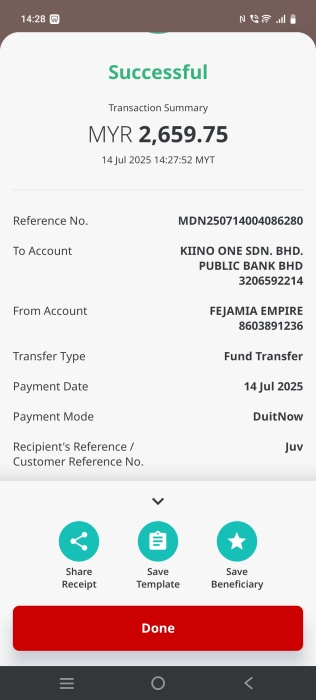 14:28
Successful
Transaction Summary
MYR 2,659.75
14 Jul 2025 14:27:52 MYT
Reference No. MDN250714004086280
To Account KIINO ONE SDN. BHD.
PUBLIC BANK BHD
3206592214
From Account FEJAMIA EMPIRE
8603891236
Transfer Type Fund Transfer
Payment Date 14 Jul 2025
Payment Mode DuitNow
Recipient's Reference / Juv
Customer Reference No.
Share Save Save
Receipt Template Beneficiary
Done